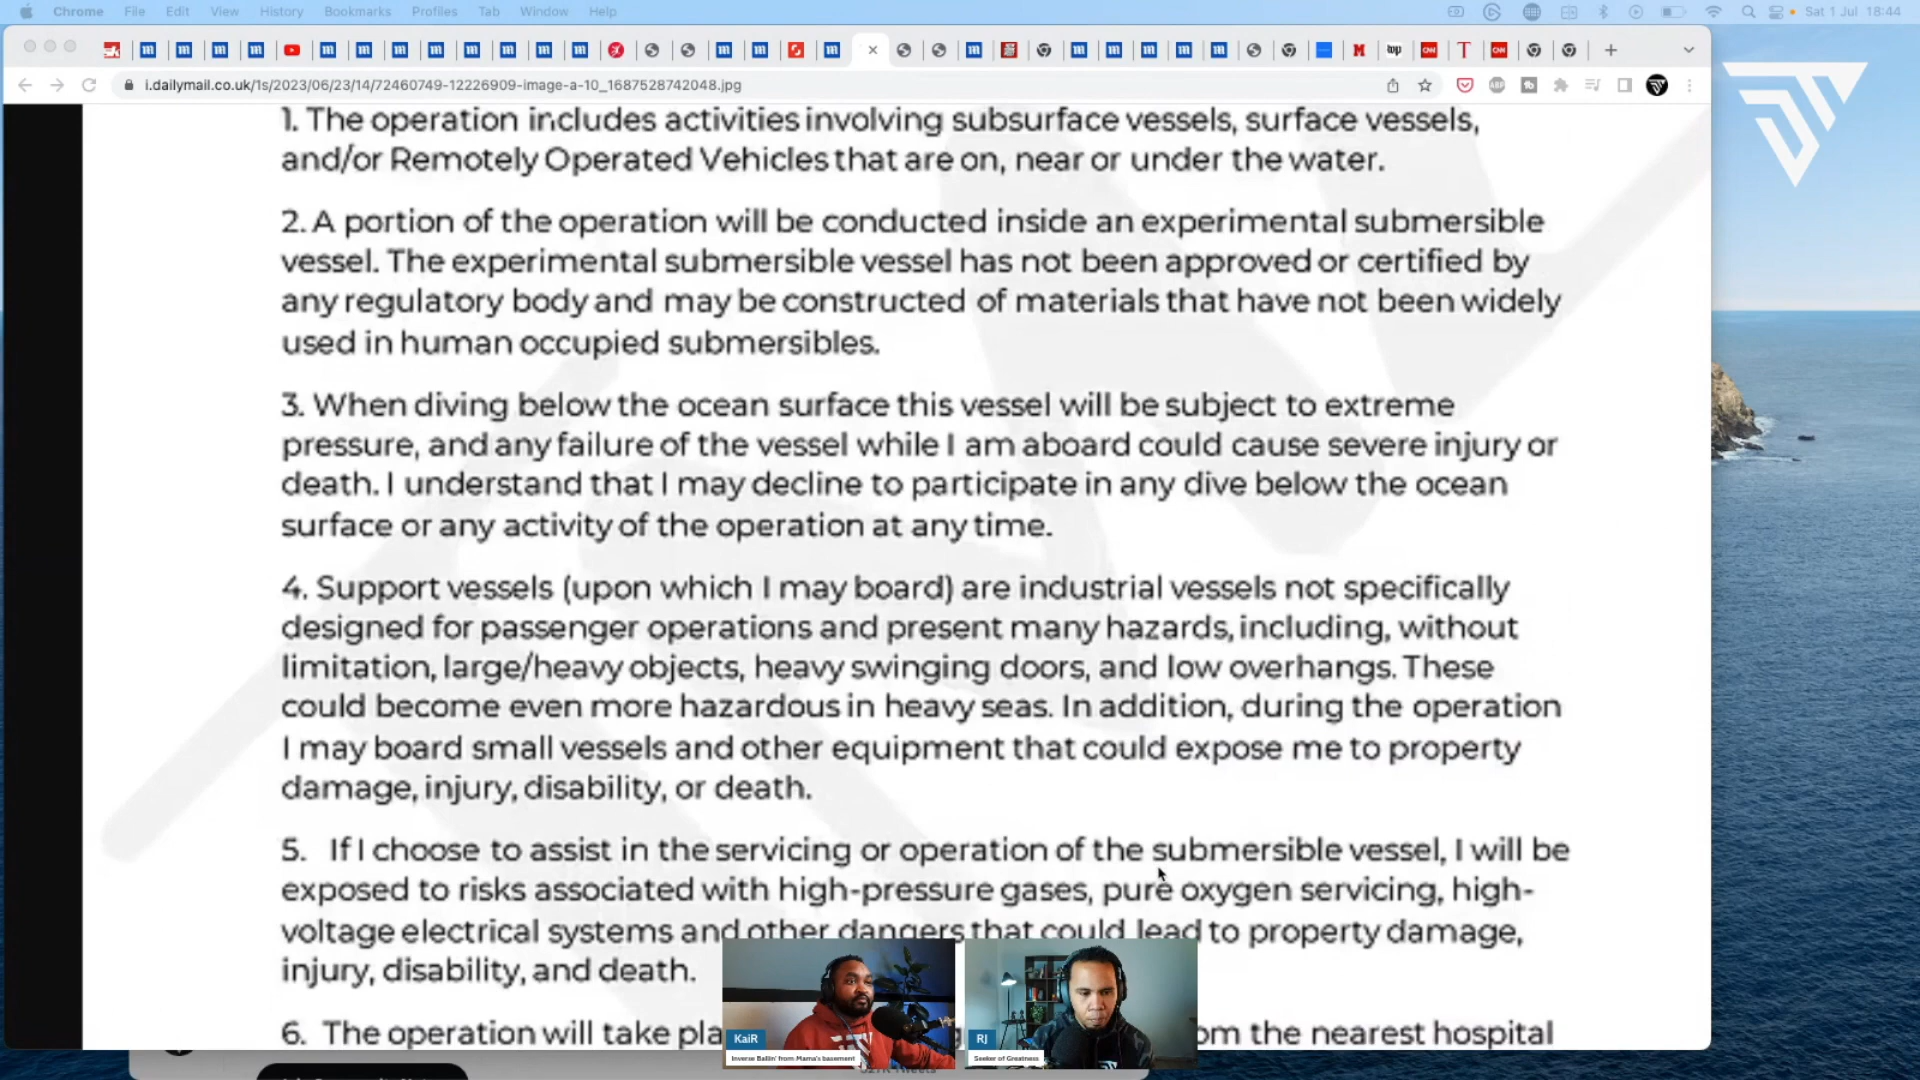 Chrome File Edit View History Bookmarks Profiles Tab Window Help Sat 1 Jul 18:44
i.dailymail.co.uk/1s/2023/06/23/14/72460749-12226909-image-a-10_1687528742048.jpg
1. The operation includes activities involving subsurface vessels, surface vessels,
and/or Remotely Operated Vehicles that are on, near or under the water.
2. A portion of the operation will be conducted inside an experimental submersible
vessel. The experimental submersible vessel has not been approved or certified by
any regulatory body and may be constructed of materials that have not been widely
used in human occupied submersibles.
3. When diving below the ocean surface this vessel will be subject to extreme
pressure, and any failure of the vessel while I am aboard could cause severe injury or
death. I understand that I may decline to participate in any dive below the ocean
surface or any activity of the operation at any time.
4. Support vessels (upon which I may board) are industrial vessels not specifically
designed for passenger operations and present many hazards, including, without
limitation, large/heavy objects, heavy swinging doors, and low overhangs. These
could become even more hazardous in heavy seas. In addition, during the operation
I may board small vessels and other equipment that could expose me to property
damage, injury, disability, or death.
5. If I choose to assist in the servicing or operation of the submersible vessel, I will be
exposed to risks associated with high-pressure gases, pure oxygen servicing, high-
voltage electrical systems and other dangers that could lead to property damage,
injury, disability, and death.
6. The operation will take pla om the nearest hospital
KaiR
Inverse Ballin' from Mama's basement
RJ
Seeker of Greatness